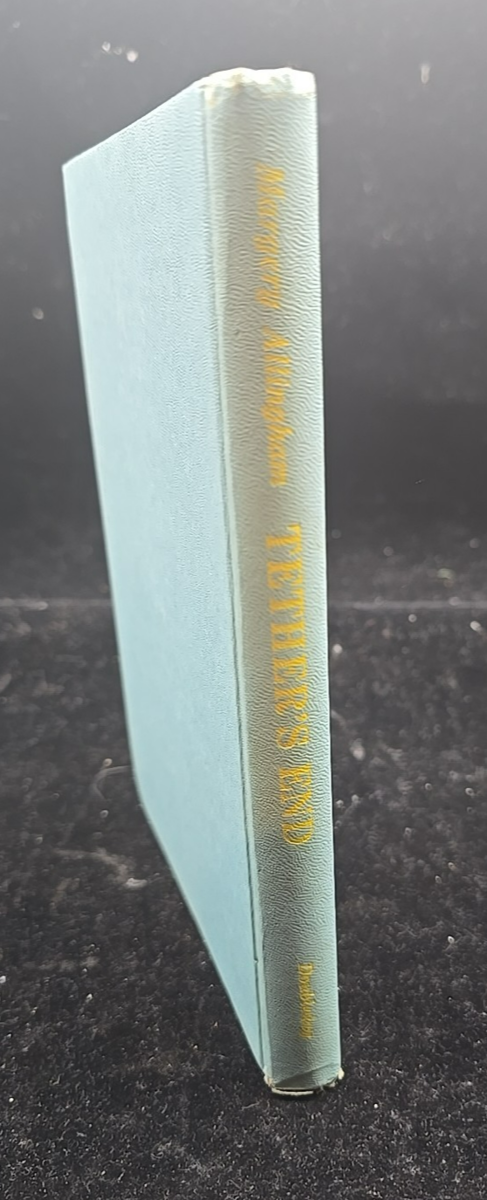 Margery Allingham
TETHER'S END
Doubleday